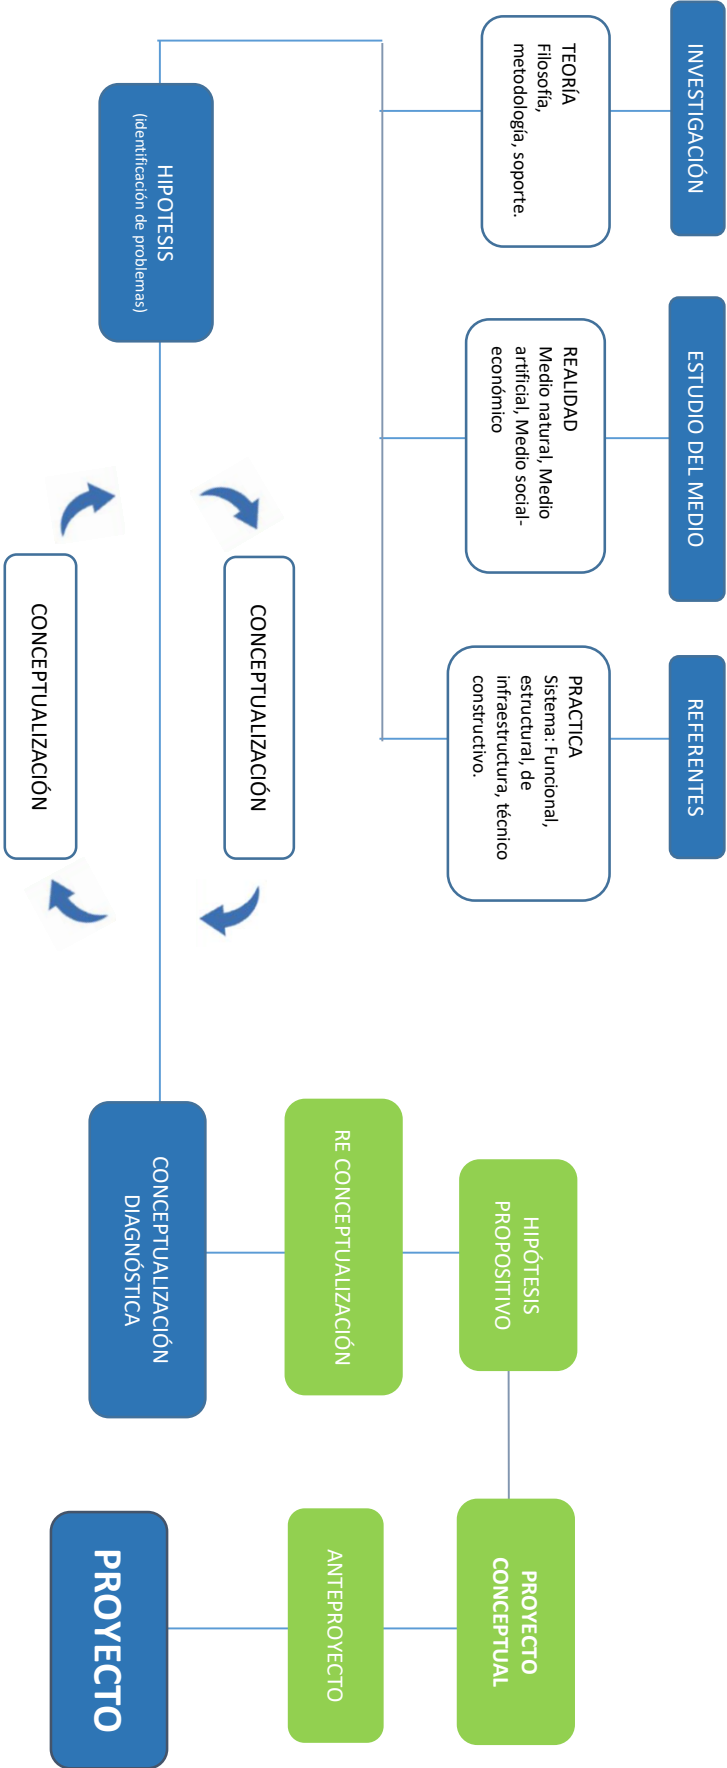 INVESTIGACIÓN
ESTUDIO DEL MEDIO
REFERENTES
TEORÍA
Filosofía,
metodología, soporte.
REALIDAD
Medio natural, Medio
artificial, Medio social-
económico
PRACTICA
Sistema: Funcional,
estructural, de
infraestructura, técnico
constructivo.
HIPOTESIS
(identificación de problemas)
CONCEPTUALIZACIÓN
CONCEPTUALIZACIÓN
CONCEPTUALIZACIÓN
DIAGNÓSTICA
RE CONCEPTUALIZACIÓN
HIPÓTESIS
PROPOSITIVO
PROYECTO
CONCEPTUAL
ANTEPROYECTO
PROYECTO